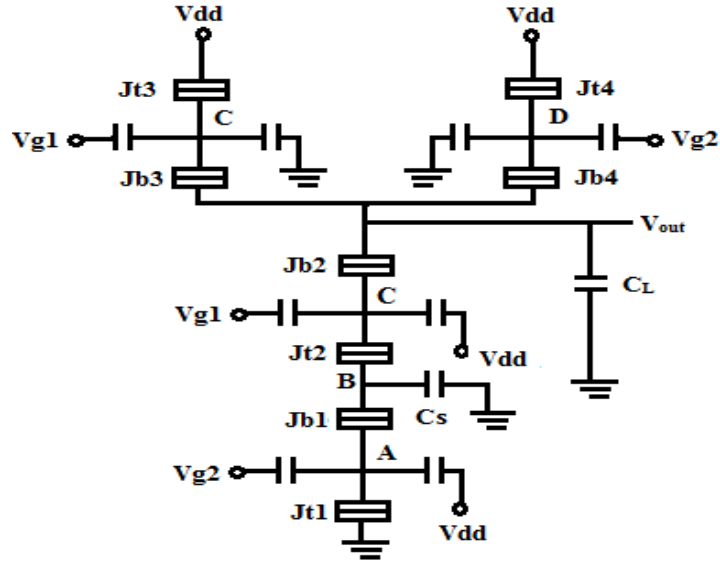 Vdd
Vdd
Jt3
Jt4
C
D
Vg1
Vg2
Jb3
Jb4
Vout
Jb2
CL
C
Vg1
Jt2
Vdd
B
Jb1
Cs
A
Vg2
Jt1
Vdd